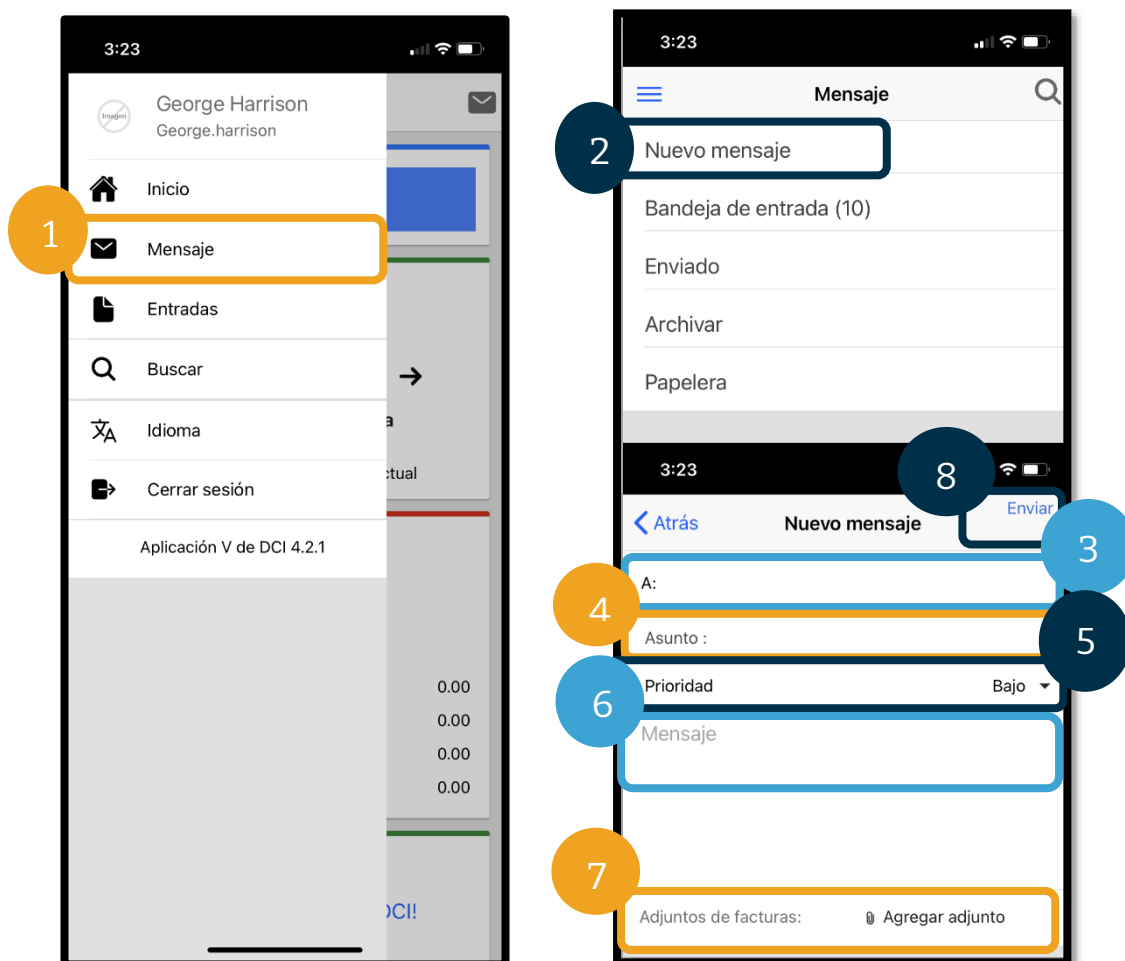 3:23
Imagen
George Harrison
George.harrison
Inicio
1
Mensaje
Entradas
Buscar
Idioma
Cerrar sesión
Aplicación V de DCI 4.2.1
a
ctual
0.00
0.00
0.00
0.00
DCI!
3:23
Mensaje
2
Nuevo mensaje
Bandeja de entrada (10)
Enviado
Archivar
Papelera
3:23
8
Atrás
Nuevo mensaje
Enviar
3
A:
4
Asunto :
5
Prioridad
Bajo
6
Mensaje
7
Adjuntos de facturas:
Agregar adjunto